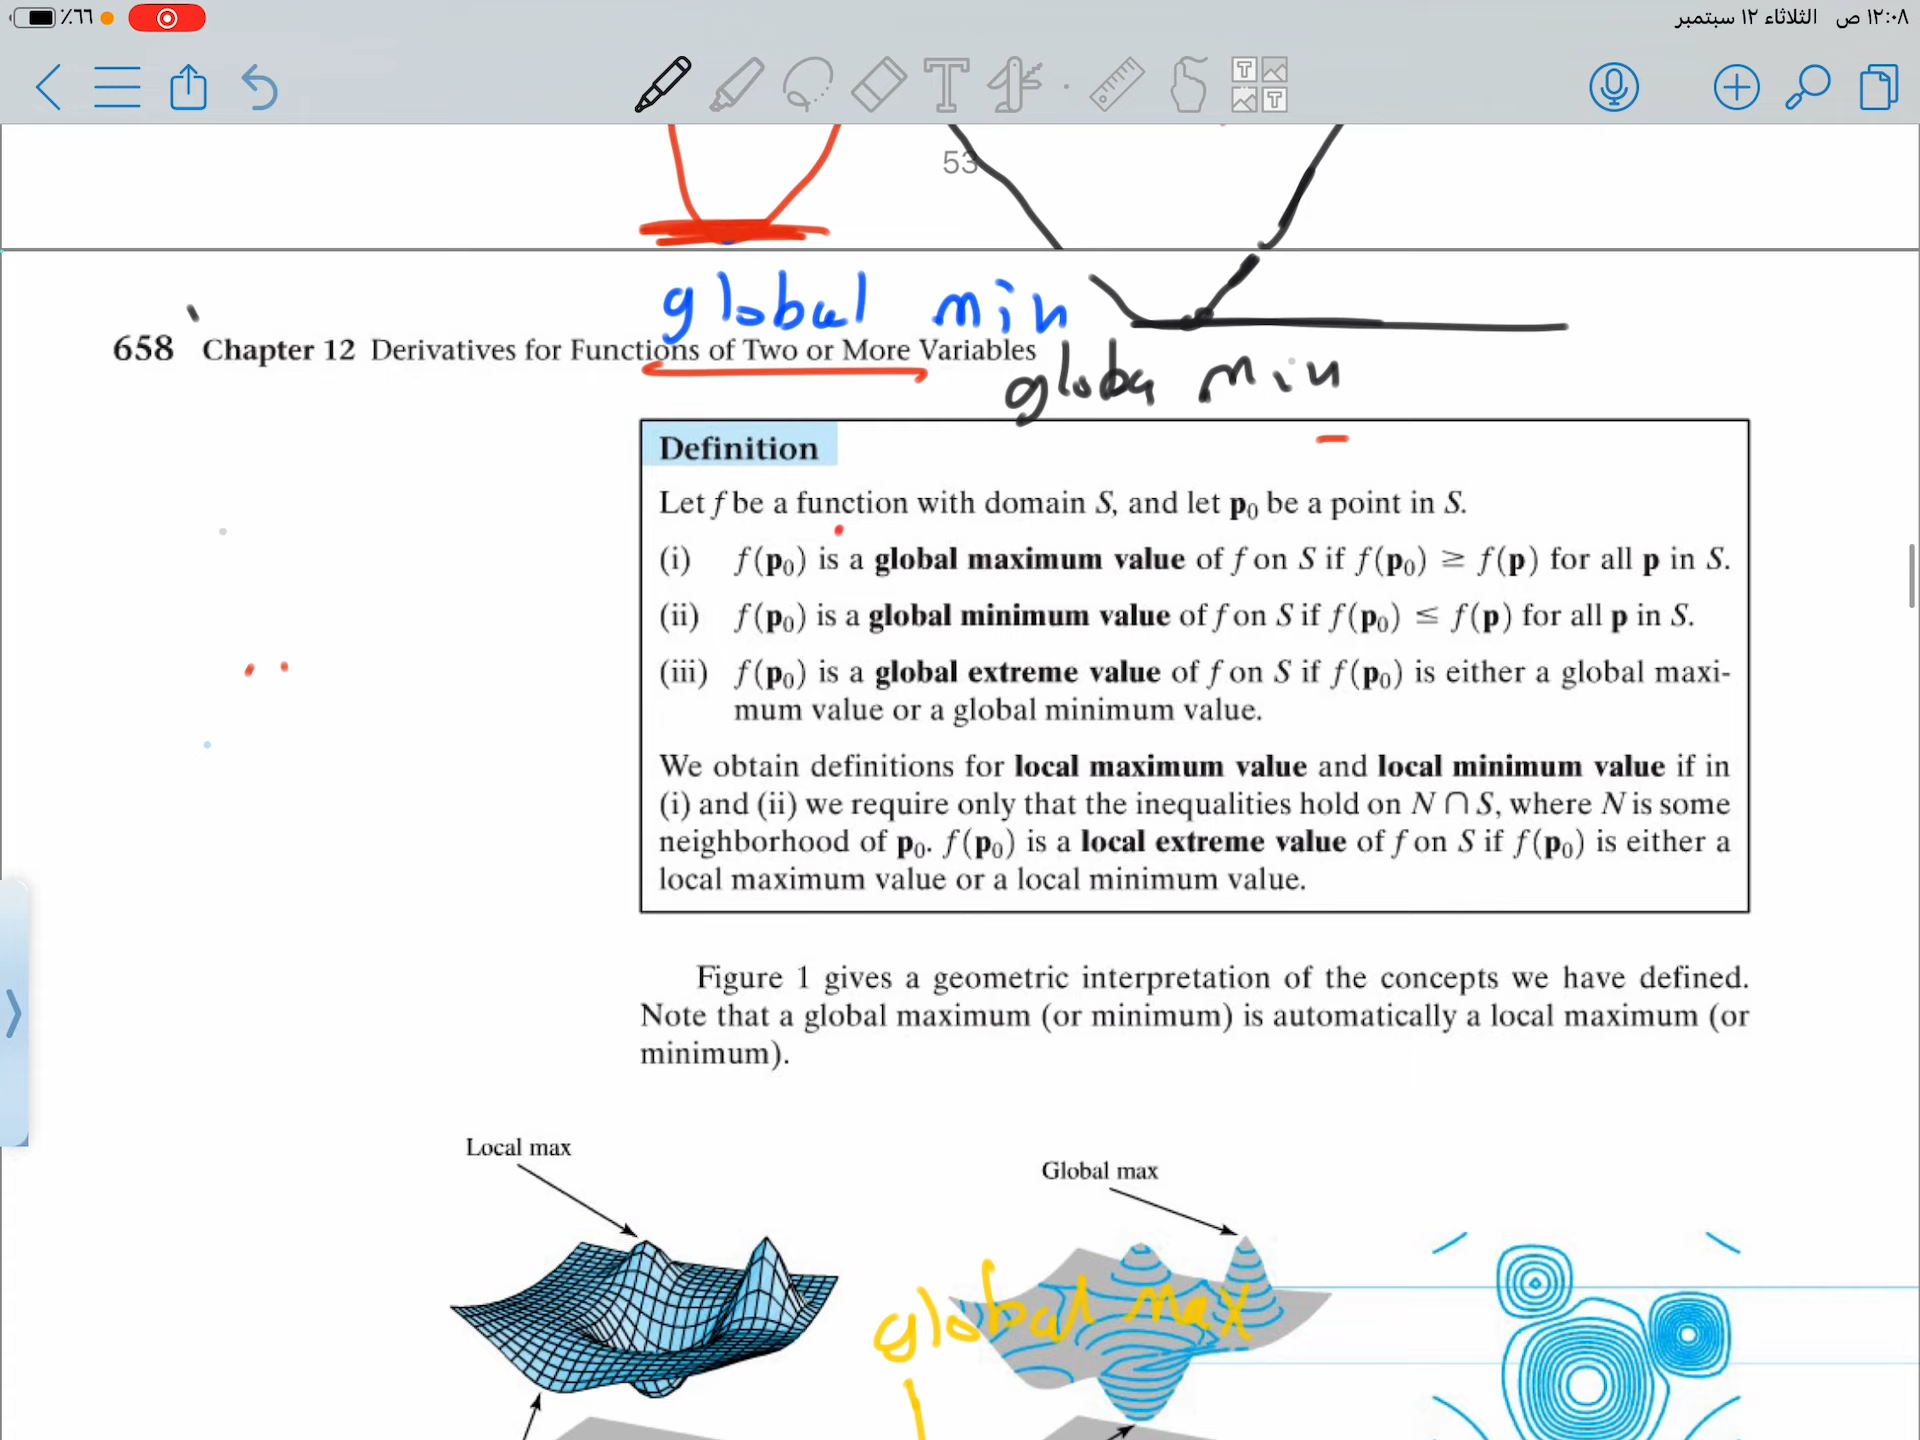 ٪٦٦
١٢:٠٨ ص الثلاثاء ١٢ سبتمبر
53
global min
658 Chapter 12 Derivatives for Functions of Two or More Variables
globa min
Definition
Let f be a function with domain S, and let p₀ be a point in S.
(i) f(p₀) is a global maximum value of f on S if f(p₀) ≥ f(p) for all p in S.
(ii) f(p₀) is a global minimum value of f on S if f(p₀) ≤ f(p) for all p in S.
(iii) f(p₀) is a global extreme value of f on S if f(p₀) is either a global maxi-
mum value or a global minimum value.
We obtain definitions for local maximum value and local minimum value if in
(i) and (ii) we require only that the inequalities hold on N ∩ S, where N is some
neighborhood of p₀. f(p₀) is a local extreme value of f on S if f(p₀) is either a
local maximum value or a local minimum value.
Figure 1 gives a geometric interpretation of the concepts we have defined.
Note that a global maximum (or minimum) is automatically a local maximum (or
minimum).
Local max
Global max
global max